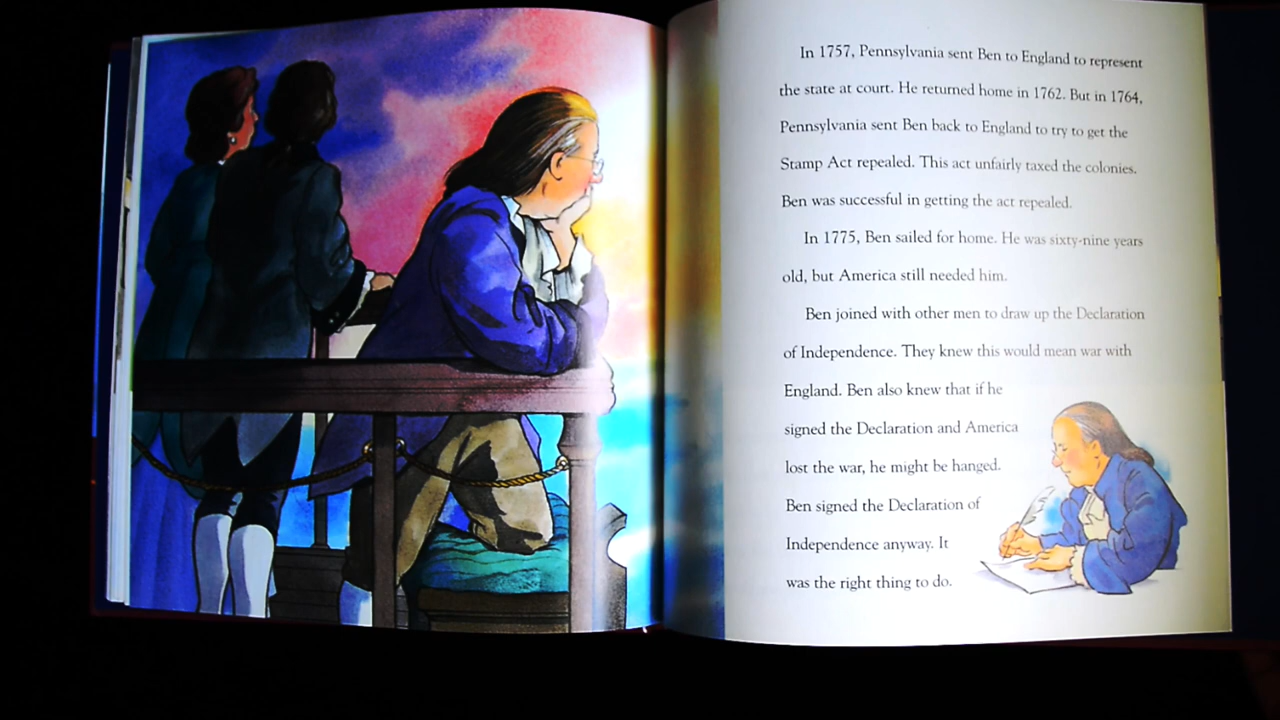 In 1757, Pennsylvania sent Ben to England to represent
the state at court. He returned home in 1762. But in 1764,
Pennsylvania sent Ben back to England to try to get the
Stamp Act repealed. This act unfairly taxed the colonies.
Ben was successful in getting the act repealed.
In 1775, Ben sailed for home. He was sixty-nine years
old, but America still needed him.
Ben joined with other men to draw up the Declaration
of Independence. They knew this would mean war with
England. Ben also knew that if he
signed the Declaration and America
lost the war, he might be hanged.
Ben signed the Declaration of
Independence anyway. It
was the right thing to do.